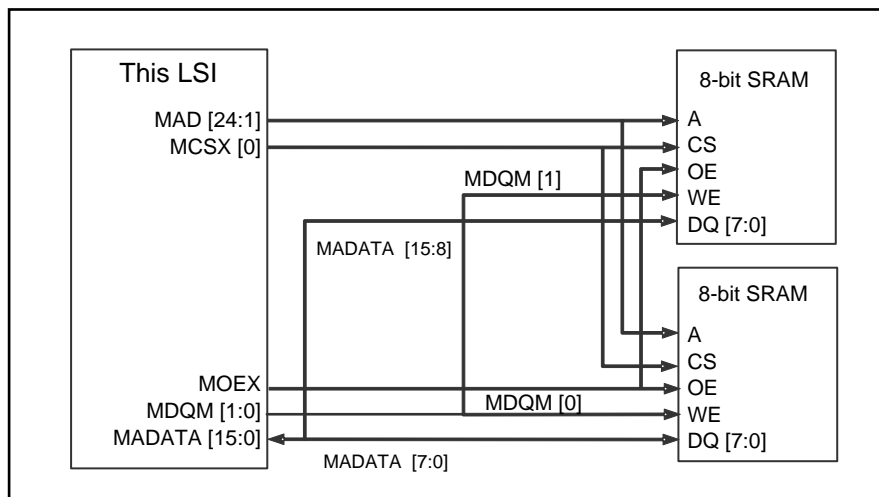 This LSI
MAD [24:1]
MCSX [0]
MOEX
MDQM [1:0]
MADATA [15:0]
MDQM [1]
MADATA [15:8]
MDQM [0]
MADATA [7:0]
8-bit SRAM
A
CS
OE
WE
DQ [7:0]
8-bit SRAM
A
CS
OE
WE
DQ [7:0]